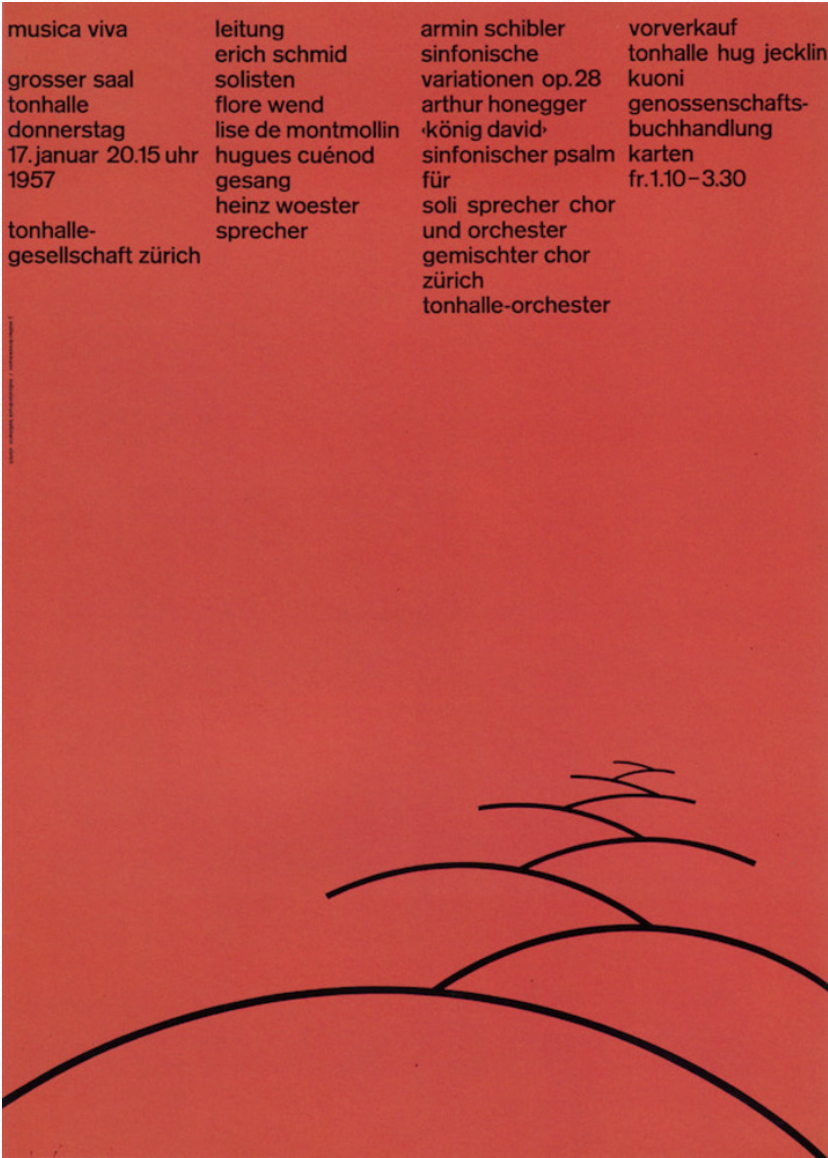 musica viva
grosser saal
tonhalle
donnerstag
17. januar 20.15 uhr
1957
tonhalle-
gesellschaft zürich
leitung
erich schmid
solisten
flore wend
lise de montmollin
hugues cuénod
gesang
heinz woester
sprecher
armin schibler
sinfonische
variationen op. 28
arthur honegger
‹könig david›
sinfonischer psalm
für
soli sprecher chor
und orchester
gemischter chor
zürich
tonhalle-orchester
vorverkauf
tonhalle hug jecklin
kuoni
genossenschafts-
buchhandlung
karten
fr. 1.10–3.30